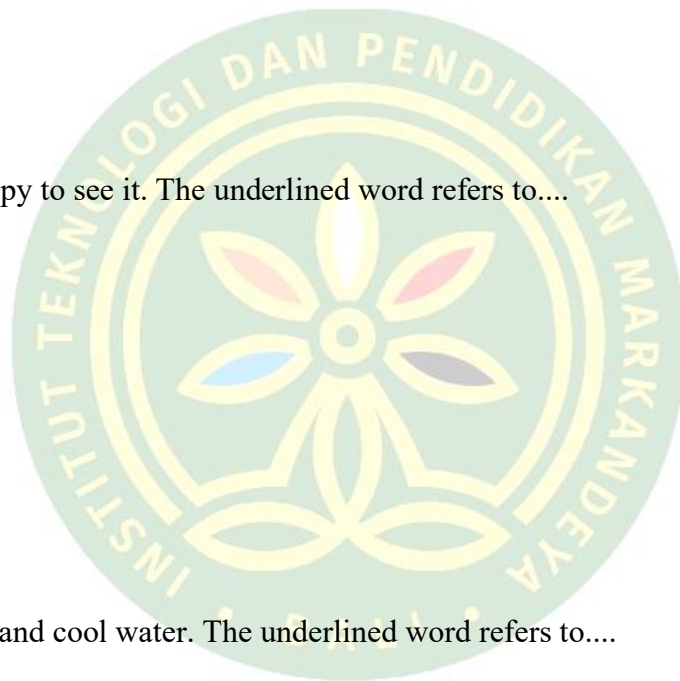 INSTITUT TEKNOLOGI DAN PENDIDIKAN MARKANDEYA
py to see it. The underlined word refers to....
and cool water. The underlined word refers to....
BALI